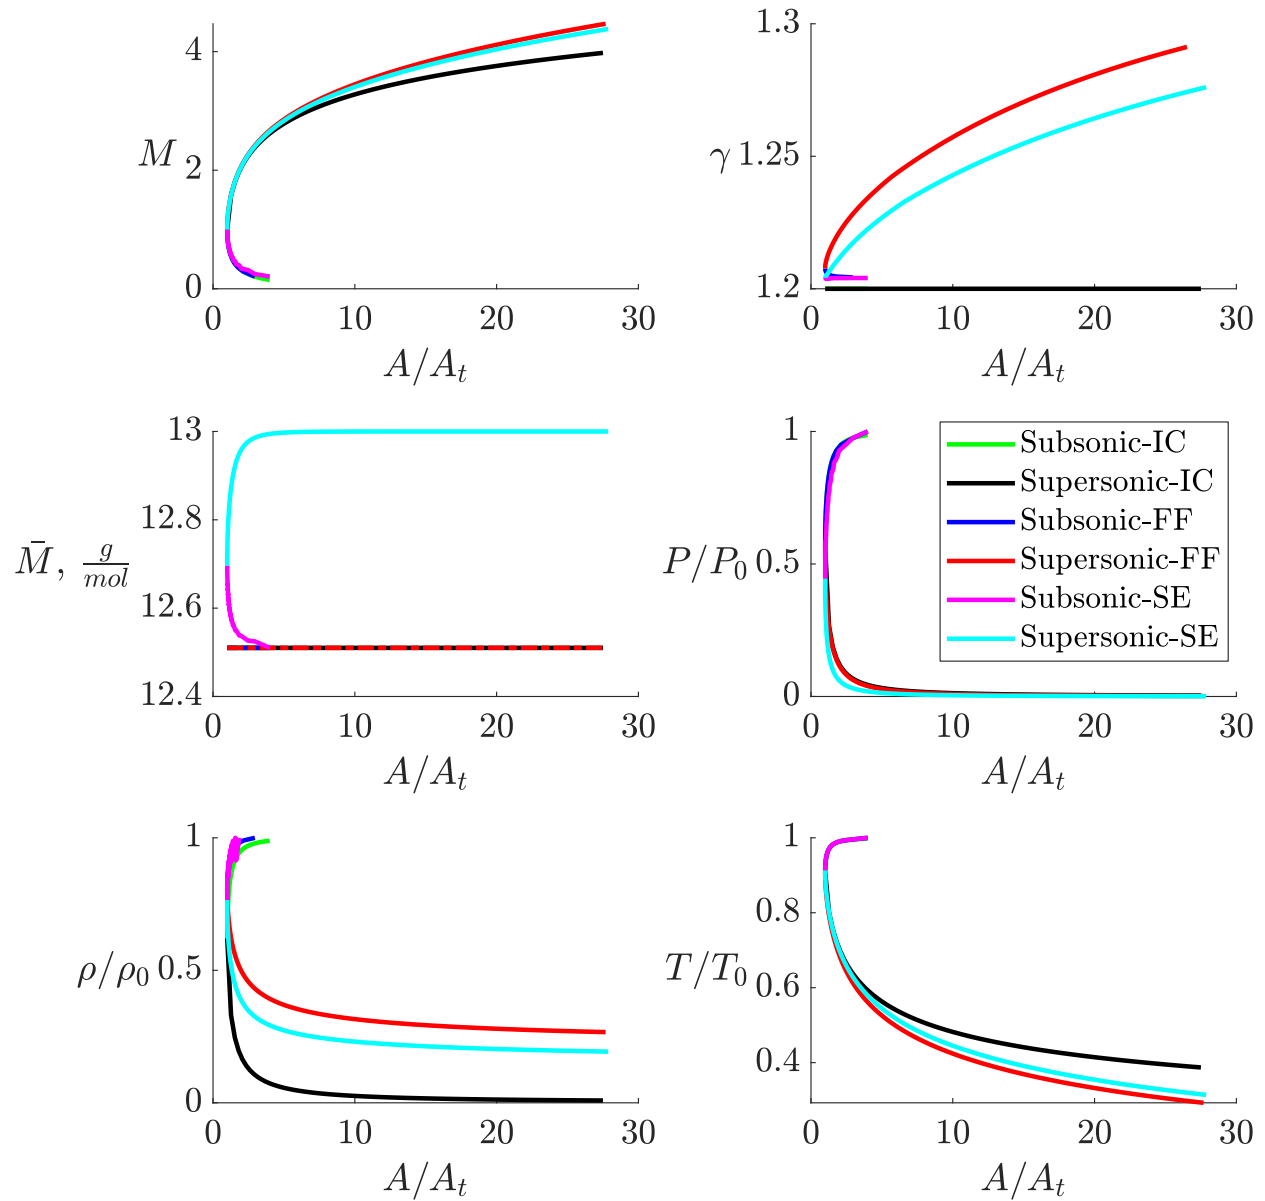 4
M 2
0
0 10 20 30
A/A_t
1.3
γ 1.25
1.2
0 10 20 30
A/A_t
13
12.8
M̄, g/mol
12.6
12.4
0 10 20 30
A/A_t
1
P/P_0 0.5
0
0 10 20 30
A/A_t
Subsonic-IC
Supersonic-IC
Subsonic-FF
Supersonic-FF
Subsonic-SE
Supersonic-SE
1
ρ/ρ_0 0.5
0
0 10 20 30
A/A_t
1
0.8
T/T_0 0.6
0.4
0 10 20 30
A/A_t